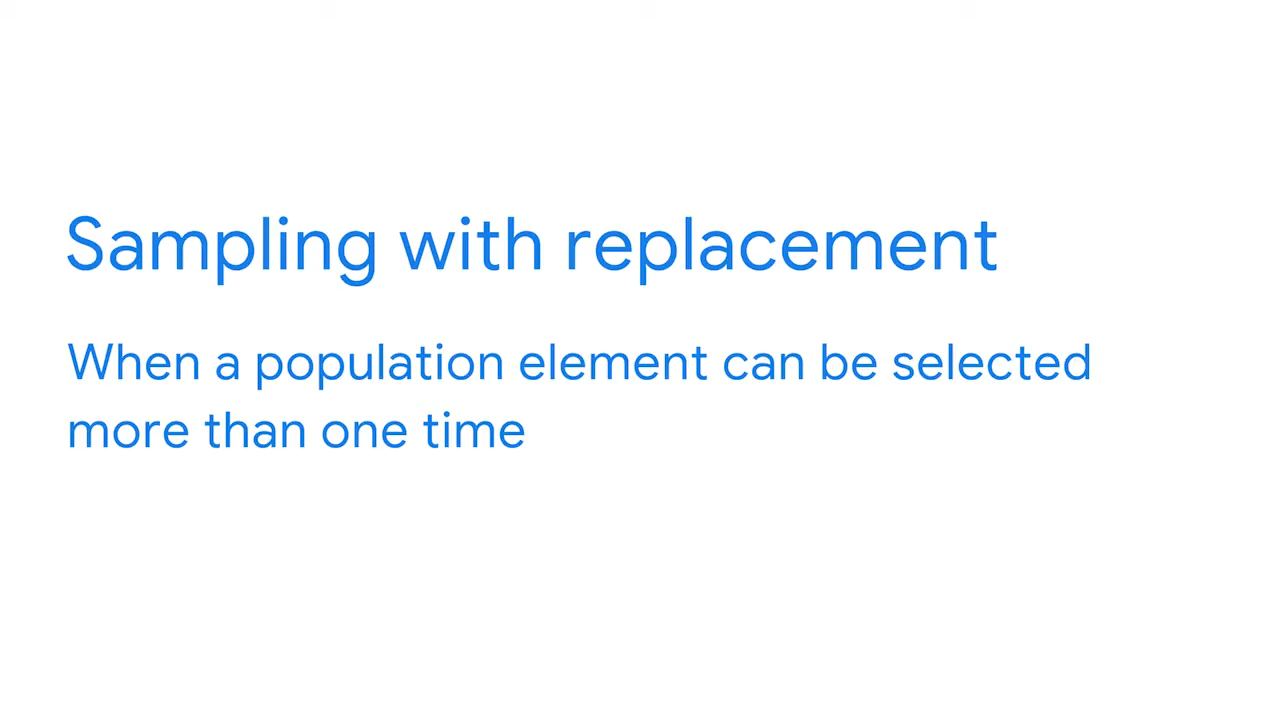 Sampling with replacement
When a population element can be selected
more than one time